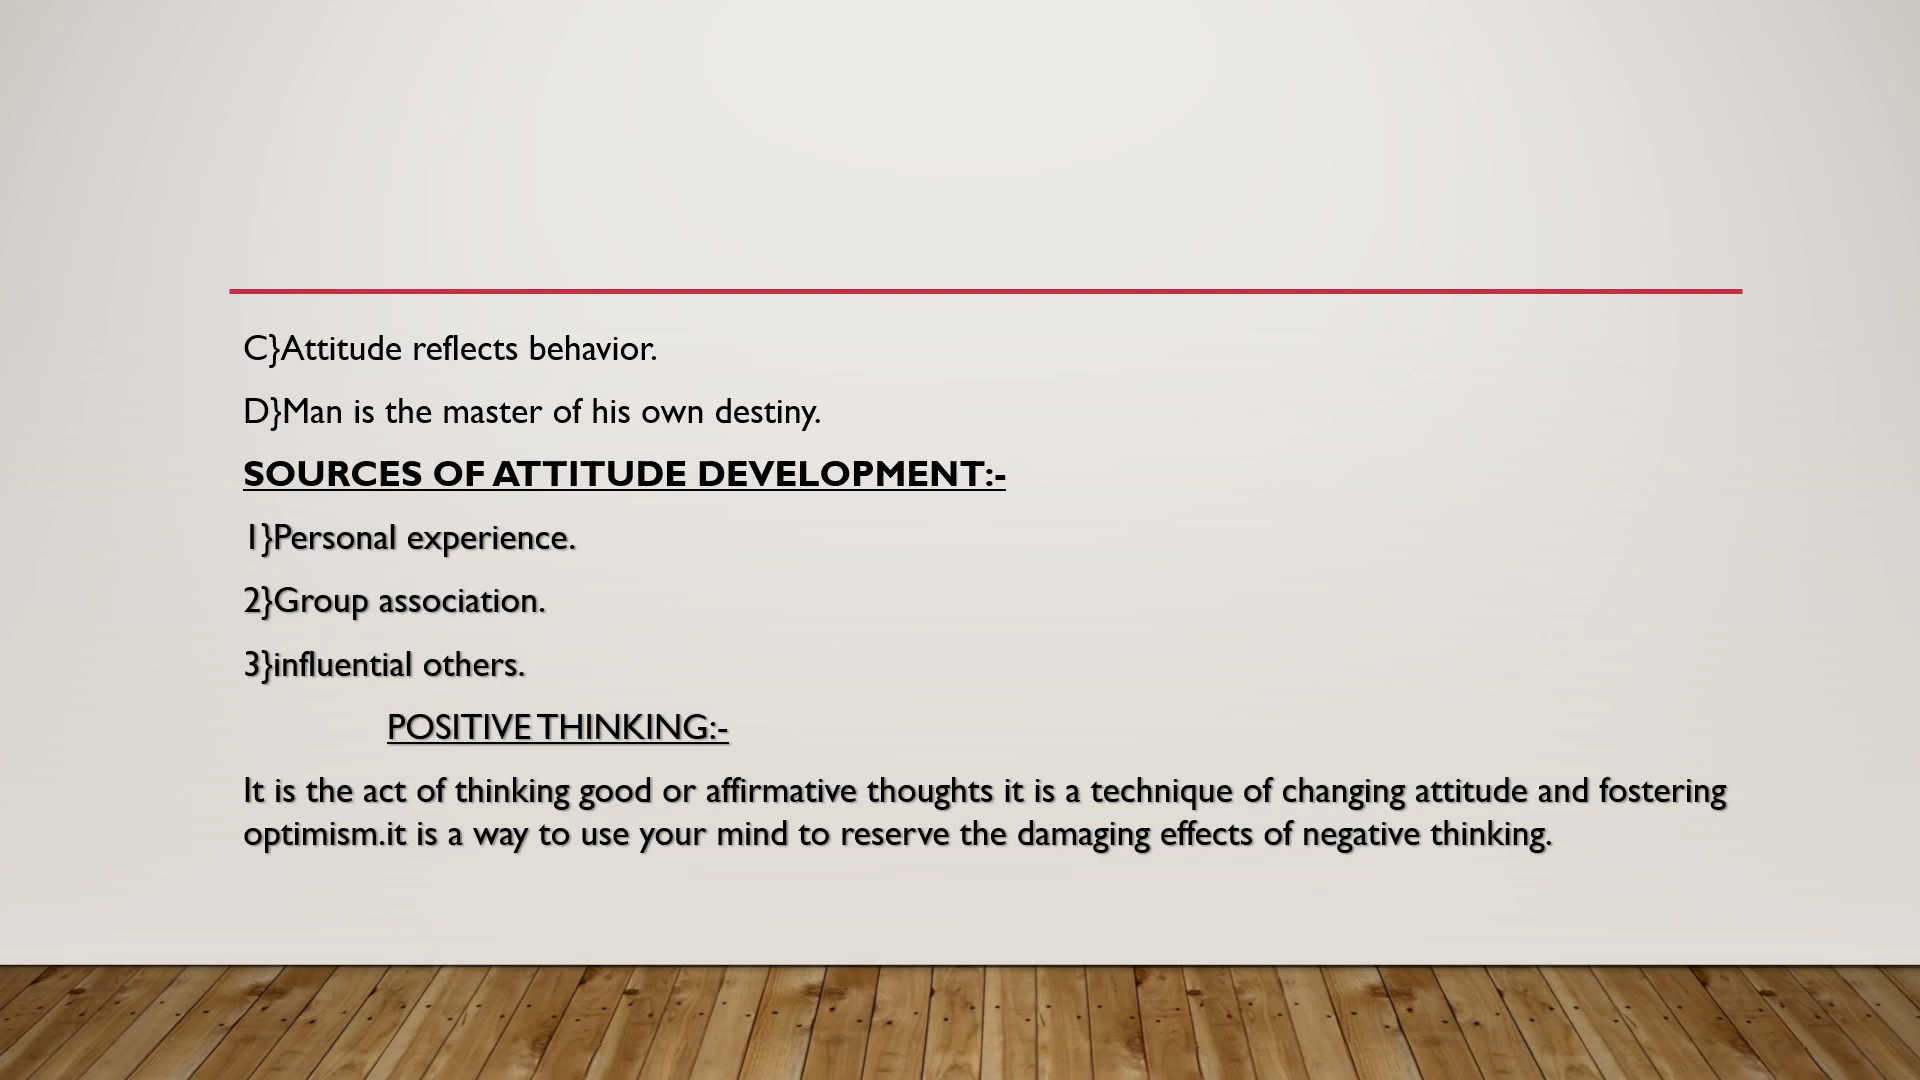 C}Attitude reflects behavior.
D}Man is the master of his own destiny.
SOURCES OF ATTITUDE DEVELOPMENT:-
1}Personal experience.
2}Group association.
3}influential others.
POSITIVE THINKING:-
It is the act of thinking good or affirmative thoughts it is a technique of changing attitude and fostering
optimism.it is a way to use your mind to reserve the damaging effects of negative thinking.